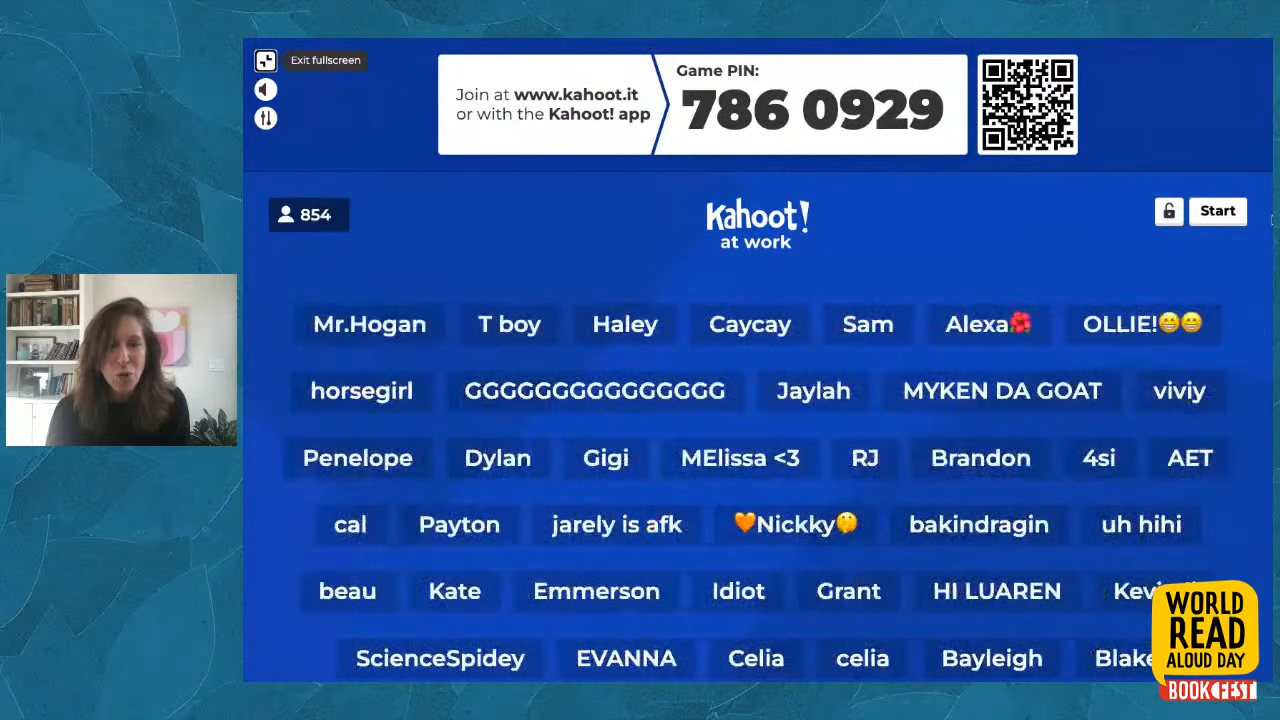 Exit fullscreen
Join at www.kahoot.it
or with the Kahoot! app
Game PIN:
786 0929
854
Kahoot!
at work
Start
Mr.Hogan T boy Haley Caycay Sam Alexa🌺 OLLIE!😁😁
horsegirl GGGGGGGGGGGGGGG Jaylah MYKEN DA GOAT viviy
Penelope Dylan Gigi MElissa <3 RJ Brandon 4si AET
cal Payton jarely is afk 🧡Nickky🤫 bakindragin uh hihi
beau Kate Emmerson Idiot Grant HI LUAREN
ScienceSpidey EVANNA Celia celia Bayleigh Blake
WORLD
READ
ALOUD DAY
BOOK FEST